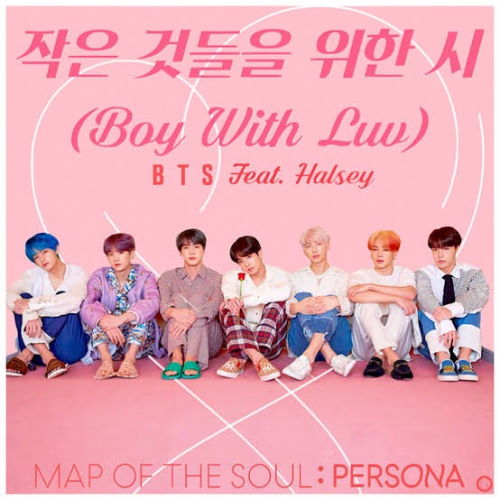 작은 것들을 위한 시
(Boy With Luv)
BTS Feat. Halsey
MAP OF THE SOUL : PERSONA